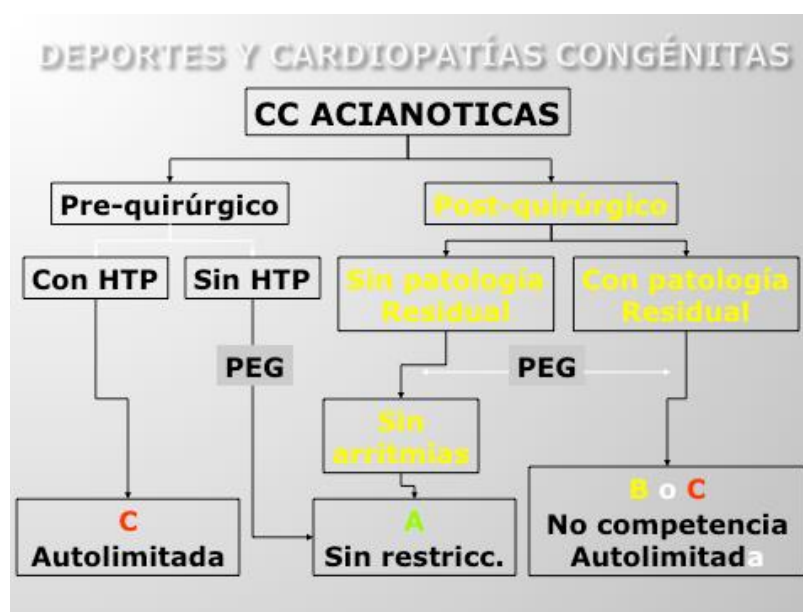 DEPORTES Y CARDIOPATÍAS CONGÉNITAS
CC ACIANOTICAS
Pre-quirúrgico
Post-quirúrgico
Con HTP
Sin HTP
Sin patología
Residual
Con patología
Residual
PEG
PEG
Sin
arritmias
C
Autolimitada
A
Sin restricc.
B o C
No competencia
Autolimitada